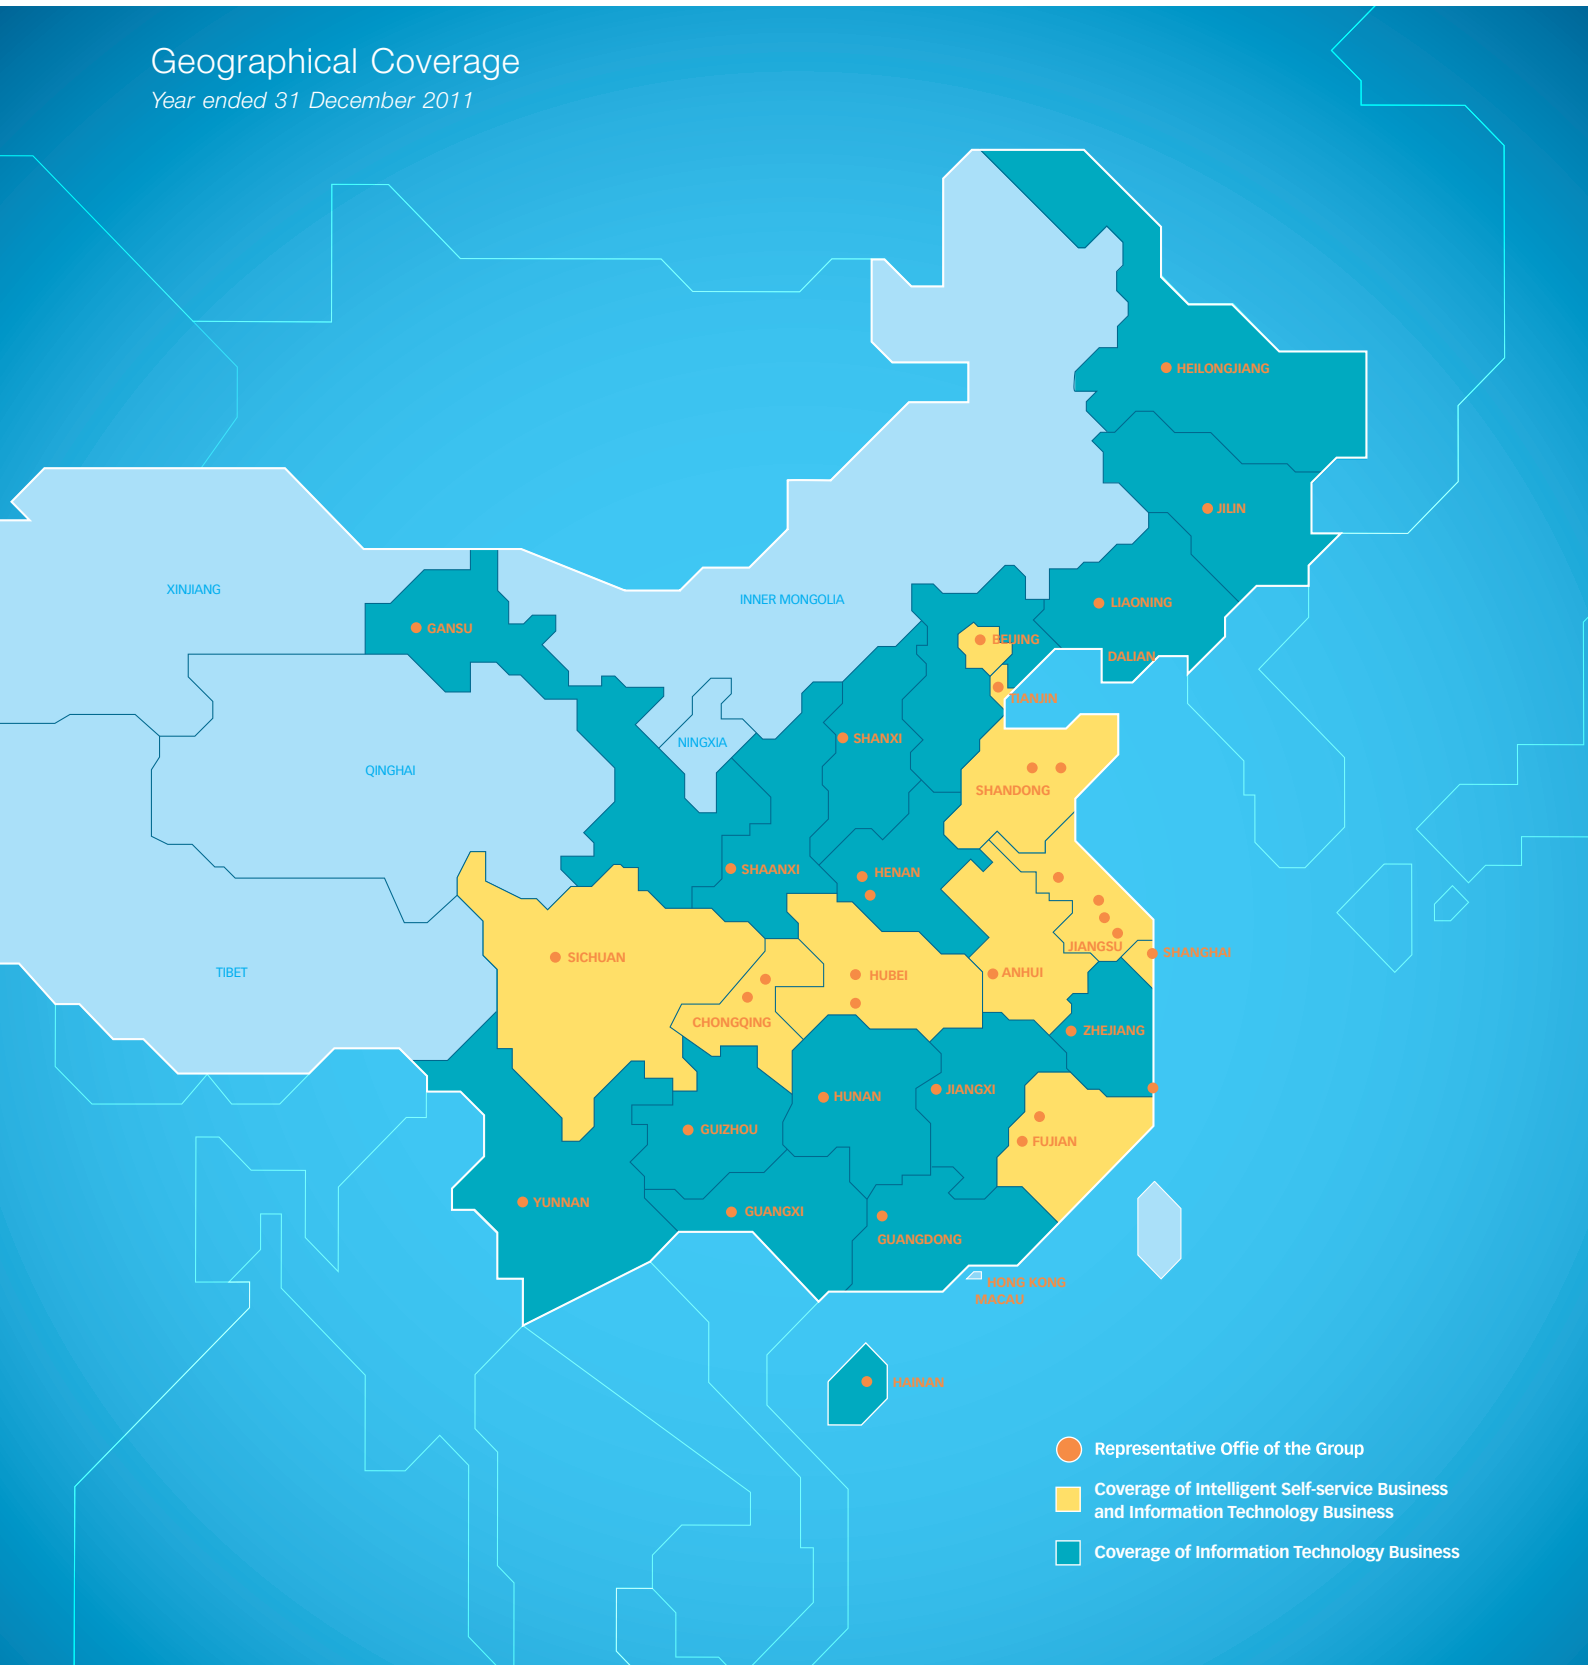 Geographical Coverage
Year ended 31 December 2011
HEILONGJIANG
JILIN
XINJIANG
INNER MONGOLIA
LIAONING
GANSU
BEIJING
DALIAN
TIANJIN
SHANXI
NINGXIA
QINGHAI
SHANDONG
SHAANXI
HENAN
JIANGSU
SHANGHAI
SICHUAN
TIBET
HUBEI
ANHUI
CHONGQING
ZHEJIANG
JIANGXI
HUNAN
GUIZHOU
FUJIAN
YUNNAN
GUANGXI
GUANGDONG
HONG KONG
MACAU
HAINAN
Representative Offie of the Group
Coverage of Intelligent Self-service Business
and Information Technology Business
Coverage of Information Technology Business